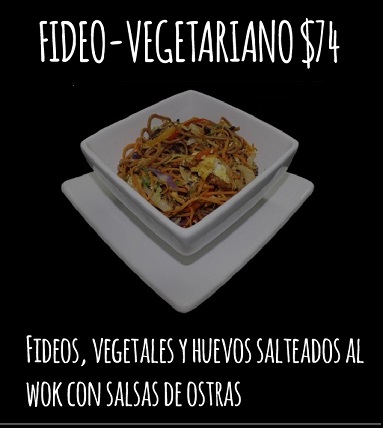 FIDEO-VEGETARIANO $74
FIDEOS, VEGETALES Y HUEVOS SALTEADOS AL
WOK CON SALSAS DE OSTRAS